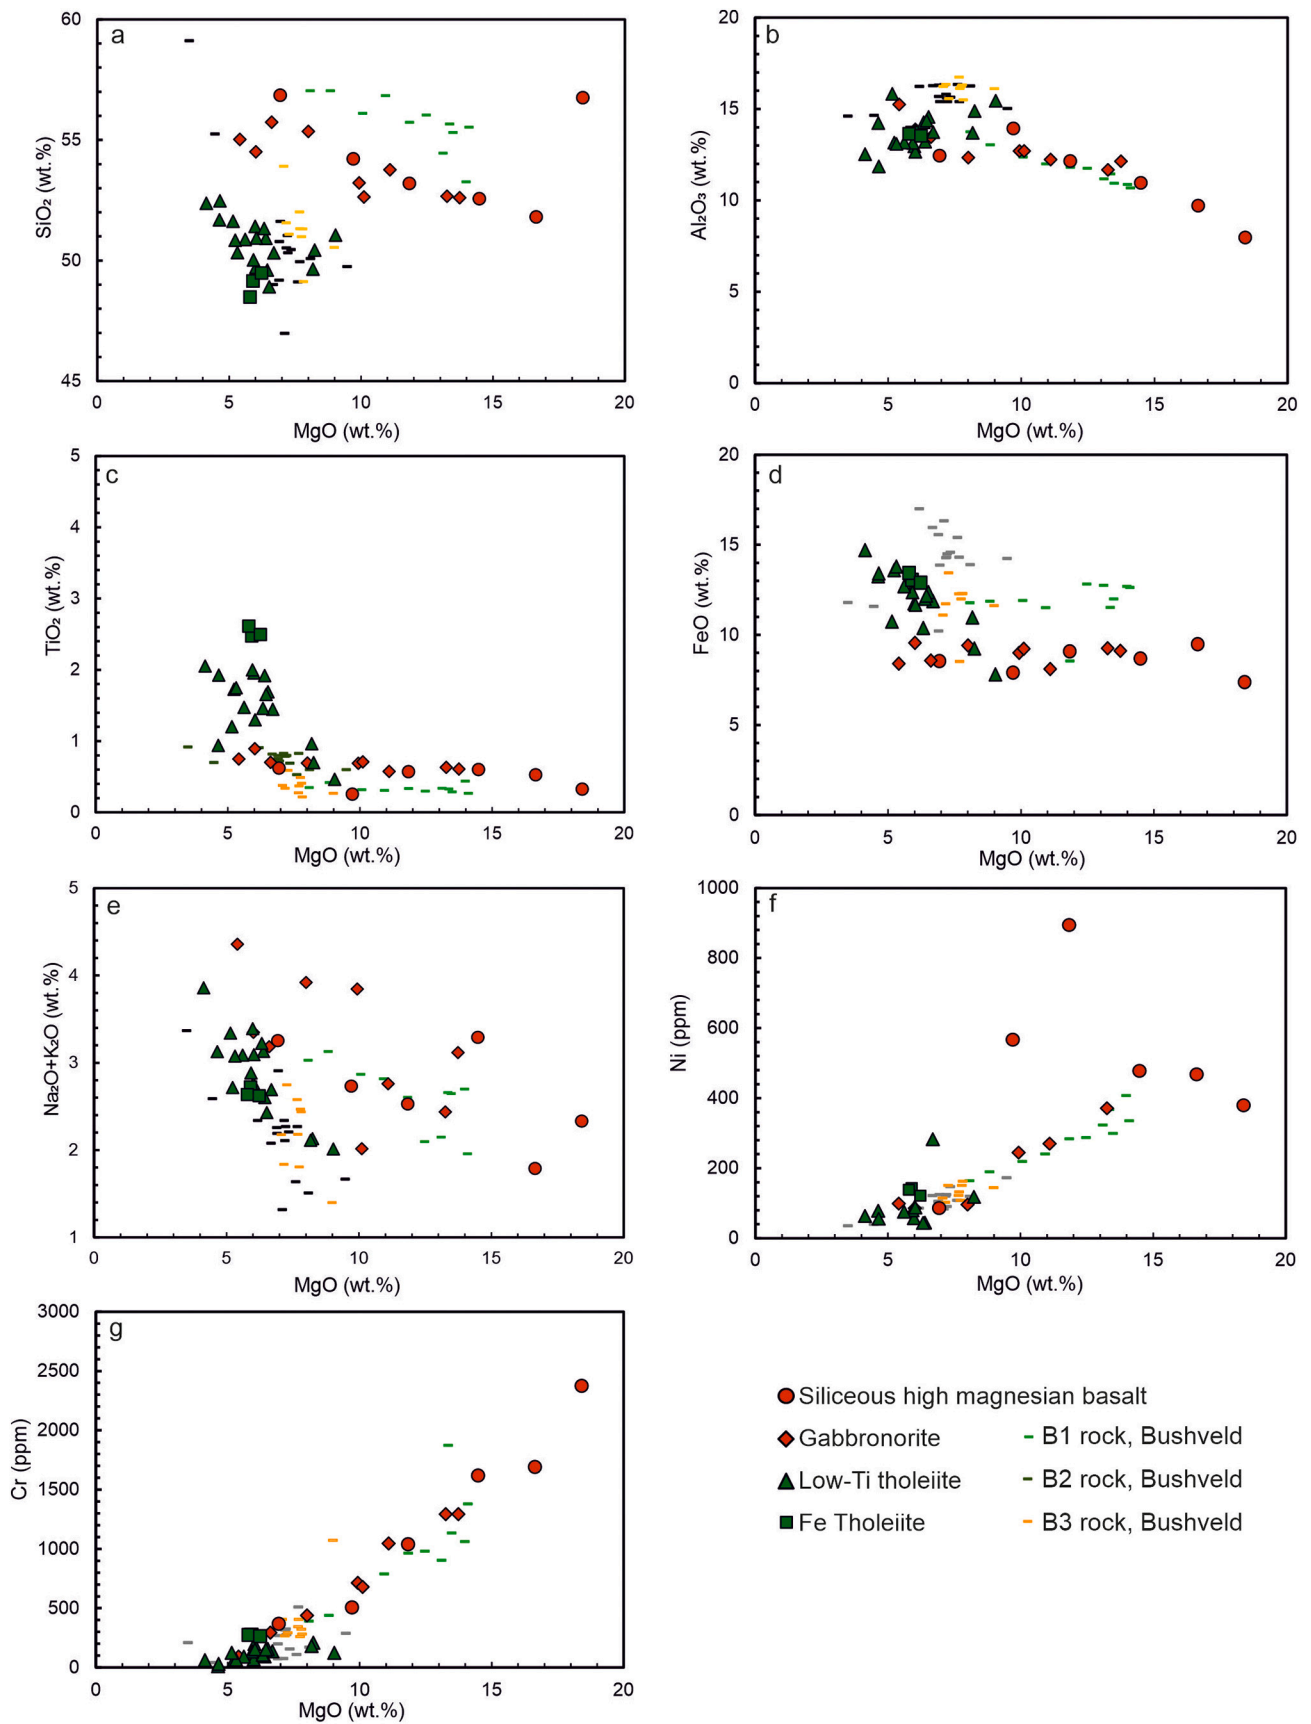 a
60
55
50
45
SiO₂ (wt.%)
0 5 10 15 20
MgO (wt.%)
b
20
15
10
5
0
Al₂O₃ (wt.%)
0 5 10 15 20
MgO (wt.%)
c
5
4
3
2
1
0
TiO₂ (wt.%)
0 5 10 15 20
MgO (wt.%)
d
20
15
10
5
0
FeO (wt.%)
0 5 10 15 20
MgO (wt.%)
e
5
4
3
2
1
Na₂O+K₂O (wt.%)
0 5 10 15 20
MgO (wt.%)
f
1000
800
600
400
200
0
Ni (ppm)
0 5 10 15 20
MgO (wt.%)
g
3000
2500
2000
1500
1000
500
0
Cr (ppm)
0 5 10 15 20
MgO (wt.%)
Siliceous high magnesian basalt
Gabbronorite
Low-Ti tholeiite
Fe Tholeiite
B1 rock, Bushveld
B2 rock, Bushveld
B3 rock, Bushveld